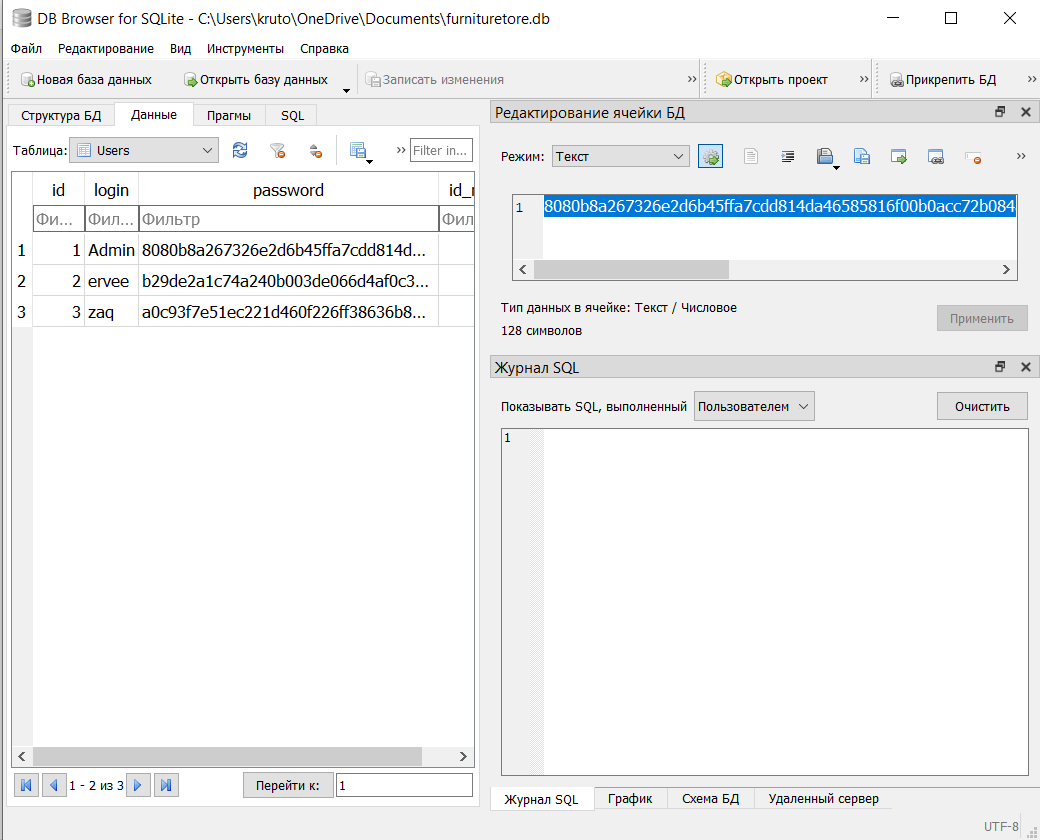 DB Browser for SQLite - C:\Users\kruto\OneDrive\Documents\furnituretore.db
Файл Редактирование Вид Инструменты Справка
Новая база данных Открыть базу данных Записать изменения » Открыть проект » Прикрепить БД »
Структура БД Данные Прагмы SQL
Таблица: Users » Filter in...
id login password id_
Фи... Фил... Фильтр Фил
1 1 Admin 8080b8a267326e2d6b45ffa7cdd814d...
2 2 ervee b29de2a1c74a240b003de066d4af0c3...
3 3 zaq a0c93f7e51ec221d460f226ff38636b8...
1 - 2 из 3 Перейти к: 1
Редактирование ячейки БД
Режим: Текст »
1 8080b8a267326e2d6b45ffa7cdd814da46585816f00b0acc72b084
Тип данных в ячейке: Текст / Числовое
128 символов
Применить
Журнал SQL
Показывать SQL, выполненный Пользователем Очистить
1
Журнал SQL График Схема БД Удаленный сервер
UTF-8